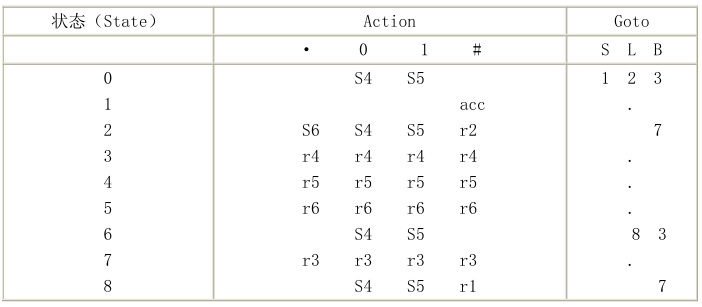 状态（State） Action Goto
· 0 1 # S L B
0 S4 S5 1 2 3
1 acc .
2 S6 S4 S5 r2 7
3 r4 r4 r4 r4 .
4 r5 r5 r5 r5 .
5 r6 r6 r6 r6 .
6 S4 S5 8 3
7 r3 r3 r3 r3 .
8 S4 S5 r1 7